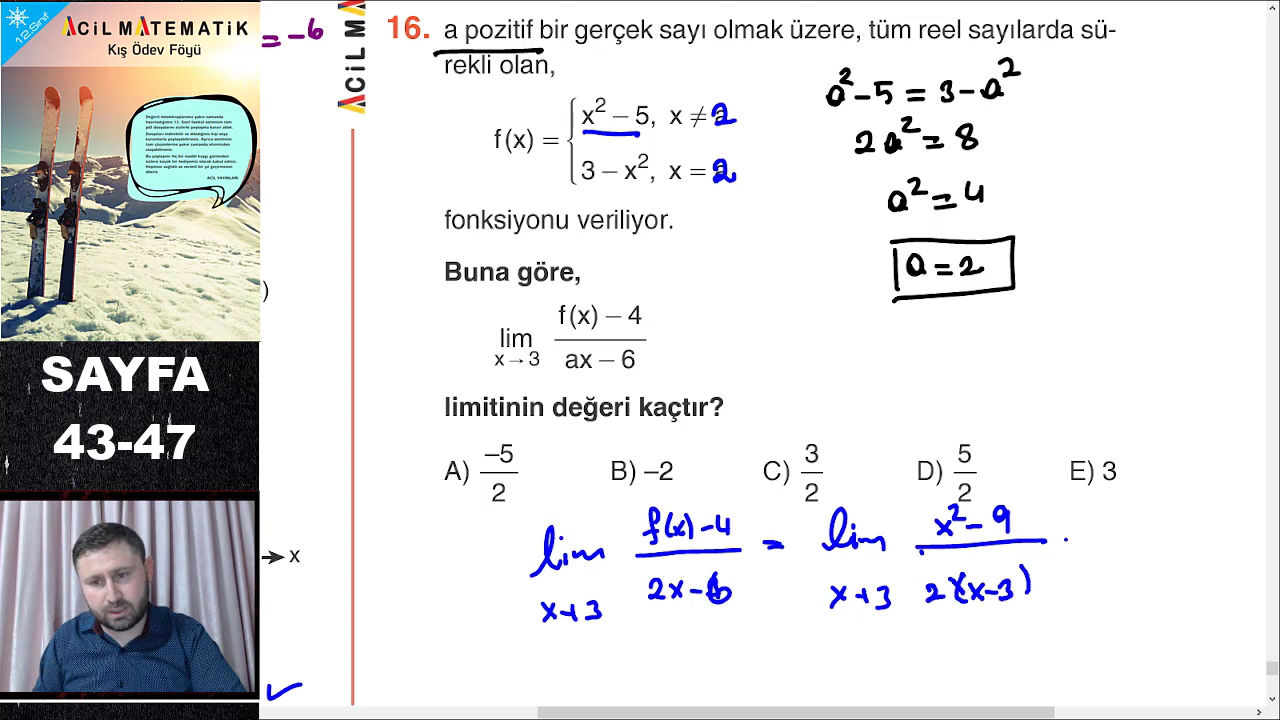 12.Sınıf
ACİL MATEMATİK
Kış Ödev Föyü
ACİL YAYINLARI
SAYFA
43-47
= -6
ACİL M
)
x
16. a pozitif bir gerçek sayı olmak üzere, tüm reel sayılarda sü-
rekli olan,
f(x) = { x² – 5, x ≠ 2
3 – x², x = 2
fonksiyonu veriliyor.
Buna göre,
lim x → 3 f(x) – 4 / ax – 6
limitinin değeri kaçtır?
A) –5/2 B) –2 C) 3/2 D) 5/2 E) 3
a² - 5 = 3 - a²
2a² = 8
a² = 4
a = 2
lim x→3 f(x) - 4 / 2x - 6 = lim x→3 x² - 9 / 2(x-3)